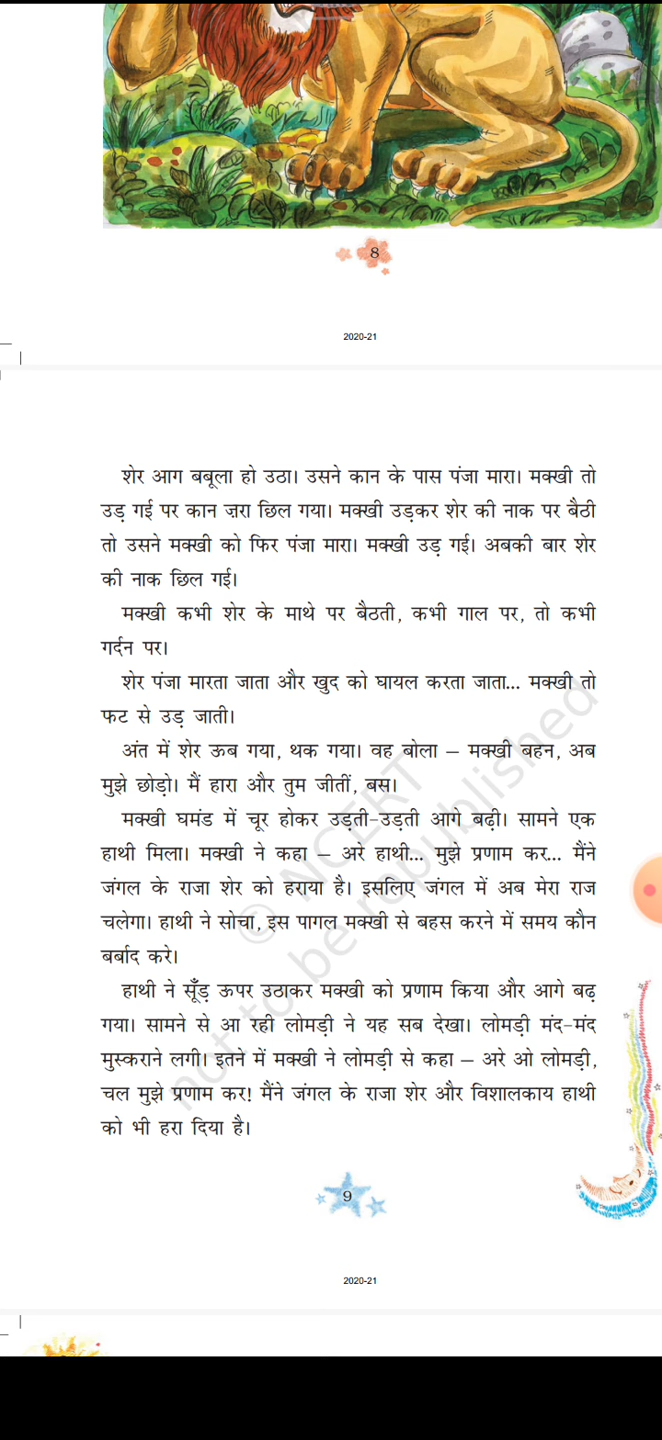 8
2020-21
शेर आग बबूला हो उठा। उसने कान के पास पंजा मारा। मक्खी तो
उड़ गई पर कान ज़रा छिल गया। मक्खी उड़कर शेर की नाक पर बैठी
तो उसने मक्खी को फिर पंजा मारा। मक्खी उड़ गई। अबकी बार शेर
की नाक छिल गई।
मक्खी कभी शेर के माथे पर बैठती, कभी गाल पर, तो कभी
गर्दन पर।
शेर पंजा मारता जाता और खुद को घायल करता जाता... मक्खी तो
फट से उड़ जाती।
अंत में शेर ऊब गया, थक गया। वह बोला – मक्खी बहन, अब
मुझे छोड़ो। मैं हारा और तुम जीतीं, बस।
मक्खी घमंड में चूर होकर उड़ती-उड़ती आगे बढ़ी। सामने एक
हाथी मिला। मक्खी ने कहा – अरे हाथी... मुझे प्रणाम कर... मैंने
जंगल के राजा शेर को हराया है। इसलिए जंगल में अब मेरा राज
चलेगा। हाथी ने सोचा, इस पागल मक्खी से बहस करने में समय कौन
बर्बाद करे।
हाथी ने सूँड़ ऊपर उठाकर मक्खी को प्रणाम किया और आगे बढ़
गया। सामने से आ रही लोमड़ी ने यह सब देखा। लोमड़ी मंद-मंद
मुस्कराने लगी। इतने में मक्खी ने लोमड़ी से कहा – अरे ओ लोमड़ी,
चल मुझे प्रणाम कर! मैंने जंगल के राजा शेर और विशालकाय हाथी
को भी हरा दिया है।
© NCERT
not to be republished
9
2020-21